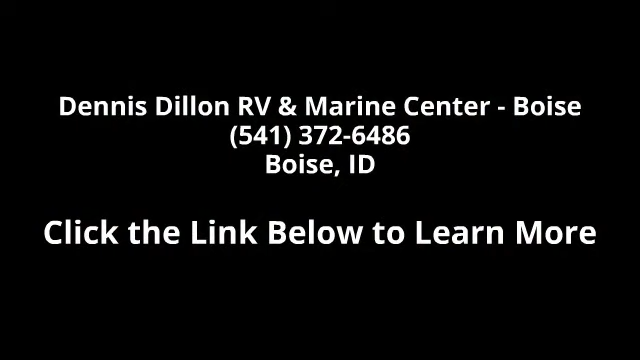 Dennis Dillon RV & Marine Center - Boise
(541) 372-6486
Boise, ID
Click the Link Below to Learn More